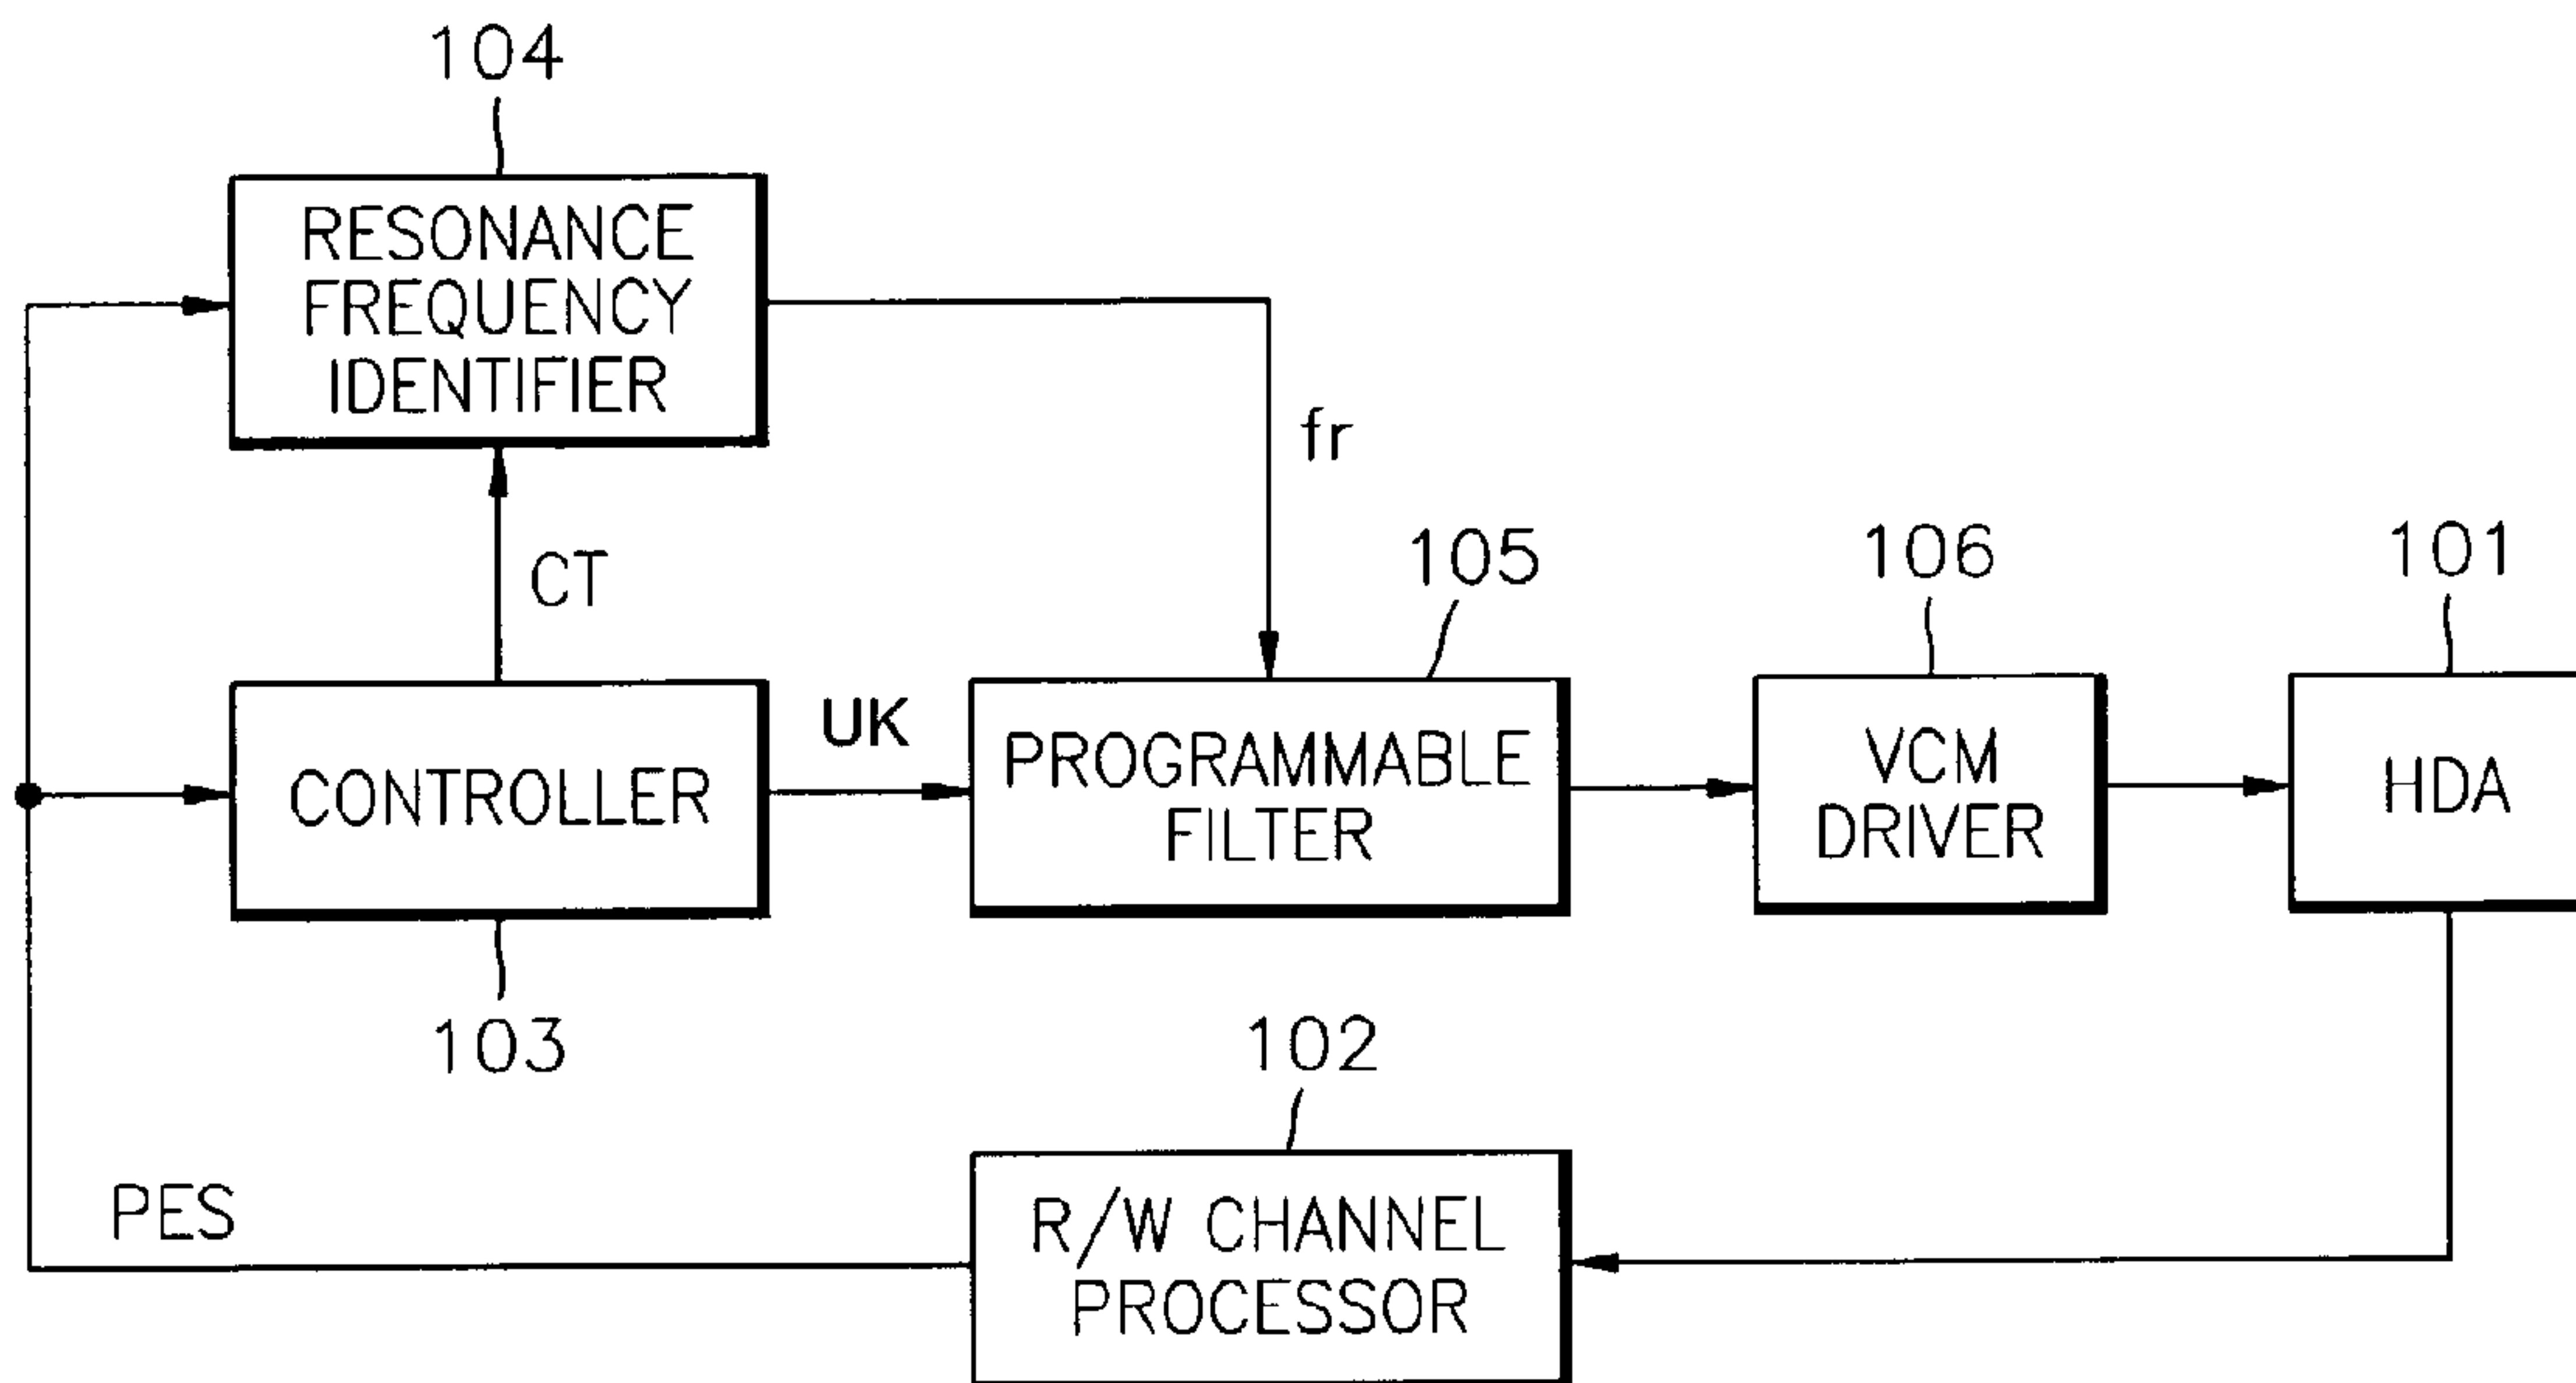 104
RESONANCE
FREQUENCY
IDENTIFIER
fr
CT
105
106
101
UK
CONTROLLER
PROGRAMMABLE
FILTER
VCM
DRIVER
HDA
103
102
PES
R/W CHANNEL
PROCESSOR